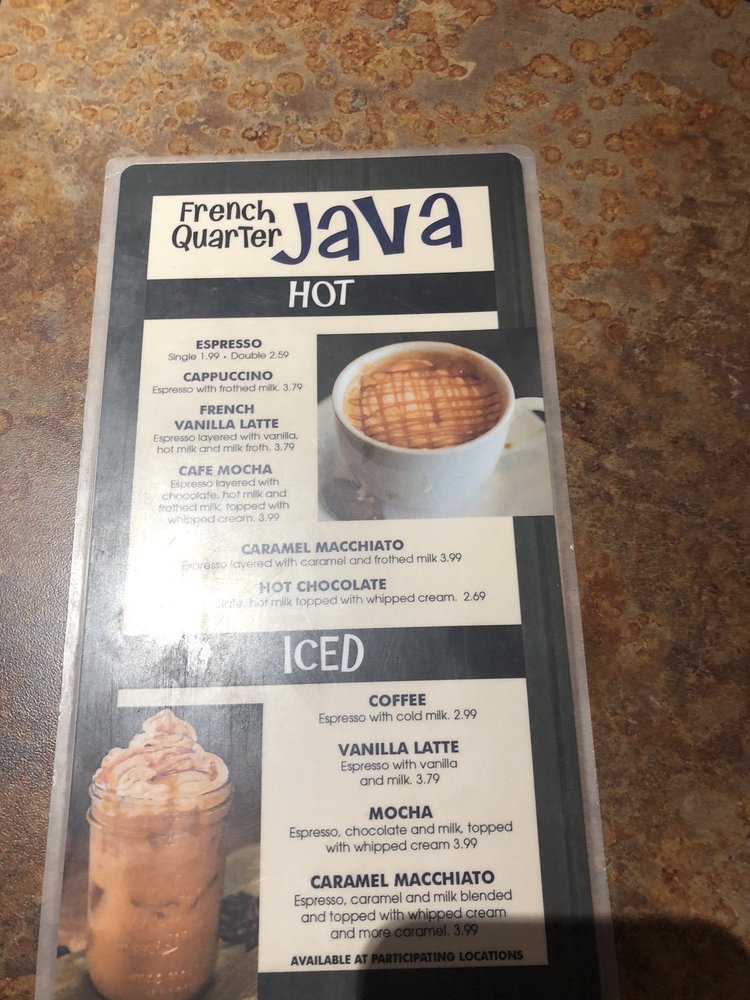 French
Quarter Java
HOT
ESPRESSO
Single 1.99 • Double 2.59
CAPPUCCINO
Espresso with frothed milk. 3.79
FRENCH
VANILLA LATTE
Espresso layered with vanilla,
hot milk and milk froth. 3.79
CAFE MOCHA
Espresso layered with
chocolate, hot milk and
frothed milk, topped with
whipped cream. 3.99
CARAMEL MACCHIATO
Espresso layered with caramel and frothed milk 3.99
HOT CHOCOLATE
hot milk topped with whipped cream. 2.69
ICED
COFFEE
Espresso with cold milk. 2.99
VANILLA LATTE
Espresso with vanilla
and milk. 3.79
MOCHA
Espresso, chocolate and milk, topped
with whipped cream 3.99
CARAMEL MACCHIATO
Espresso, caramel and milk blended
and topped with whipped cream
and more caramel. 3.99
AVAILABLE AT PARTICIPATING LOCATIONS